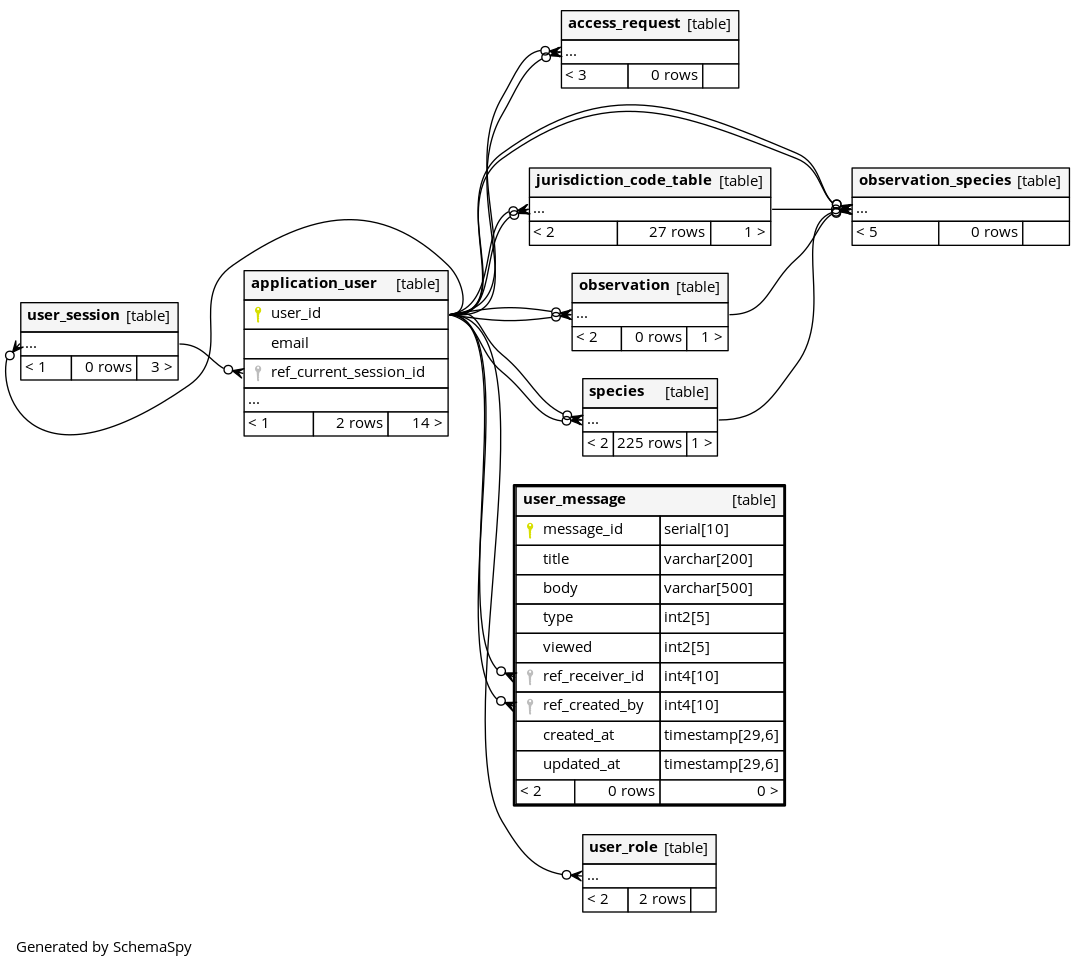 access_request [table]
...
< 3 0 rows
jurisdiction_code_table [table]
...
< 2 27 rows 1 >
observation_species [table]
...
< 5 0 rows
application_user [table]
user_id
email
ref_current_session_id
...
< 1 2 rows 14 >
observation [table]
...
< 2 0 rows 1 >
user_session [table]
...
< 1 0 rows 3 >
species [table]
...
< 2 225 rows 1 >
user_message [table]
message_id serial[10]
title varchar[200]
body varchar[500]
type int2[5]
viewed int2[5]
ref_receiver_id int4[10]
ref_created_by int4[10]
created_at timestamp[29,6]
updated_at timestamp[29,6]
< 2 0 rows 0 >
user_role [table]
...
< 2 2 rows
Generated by SchemaSpy